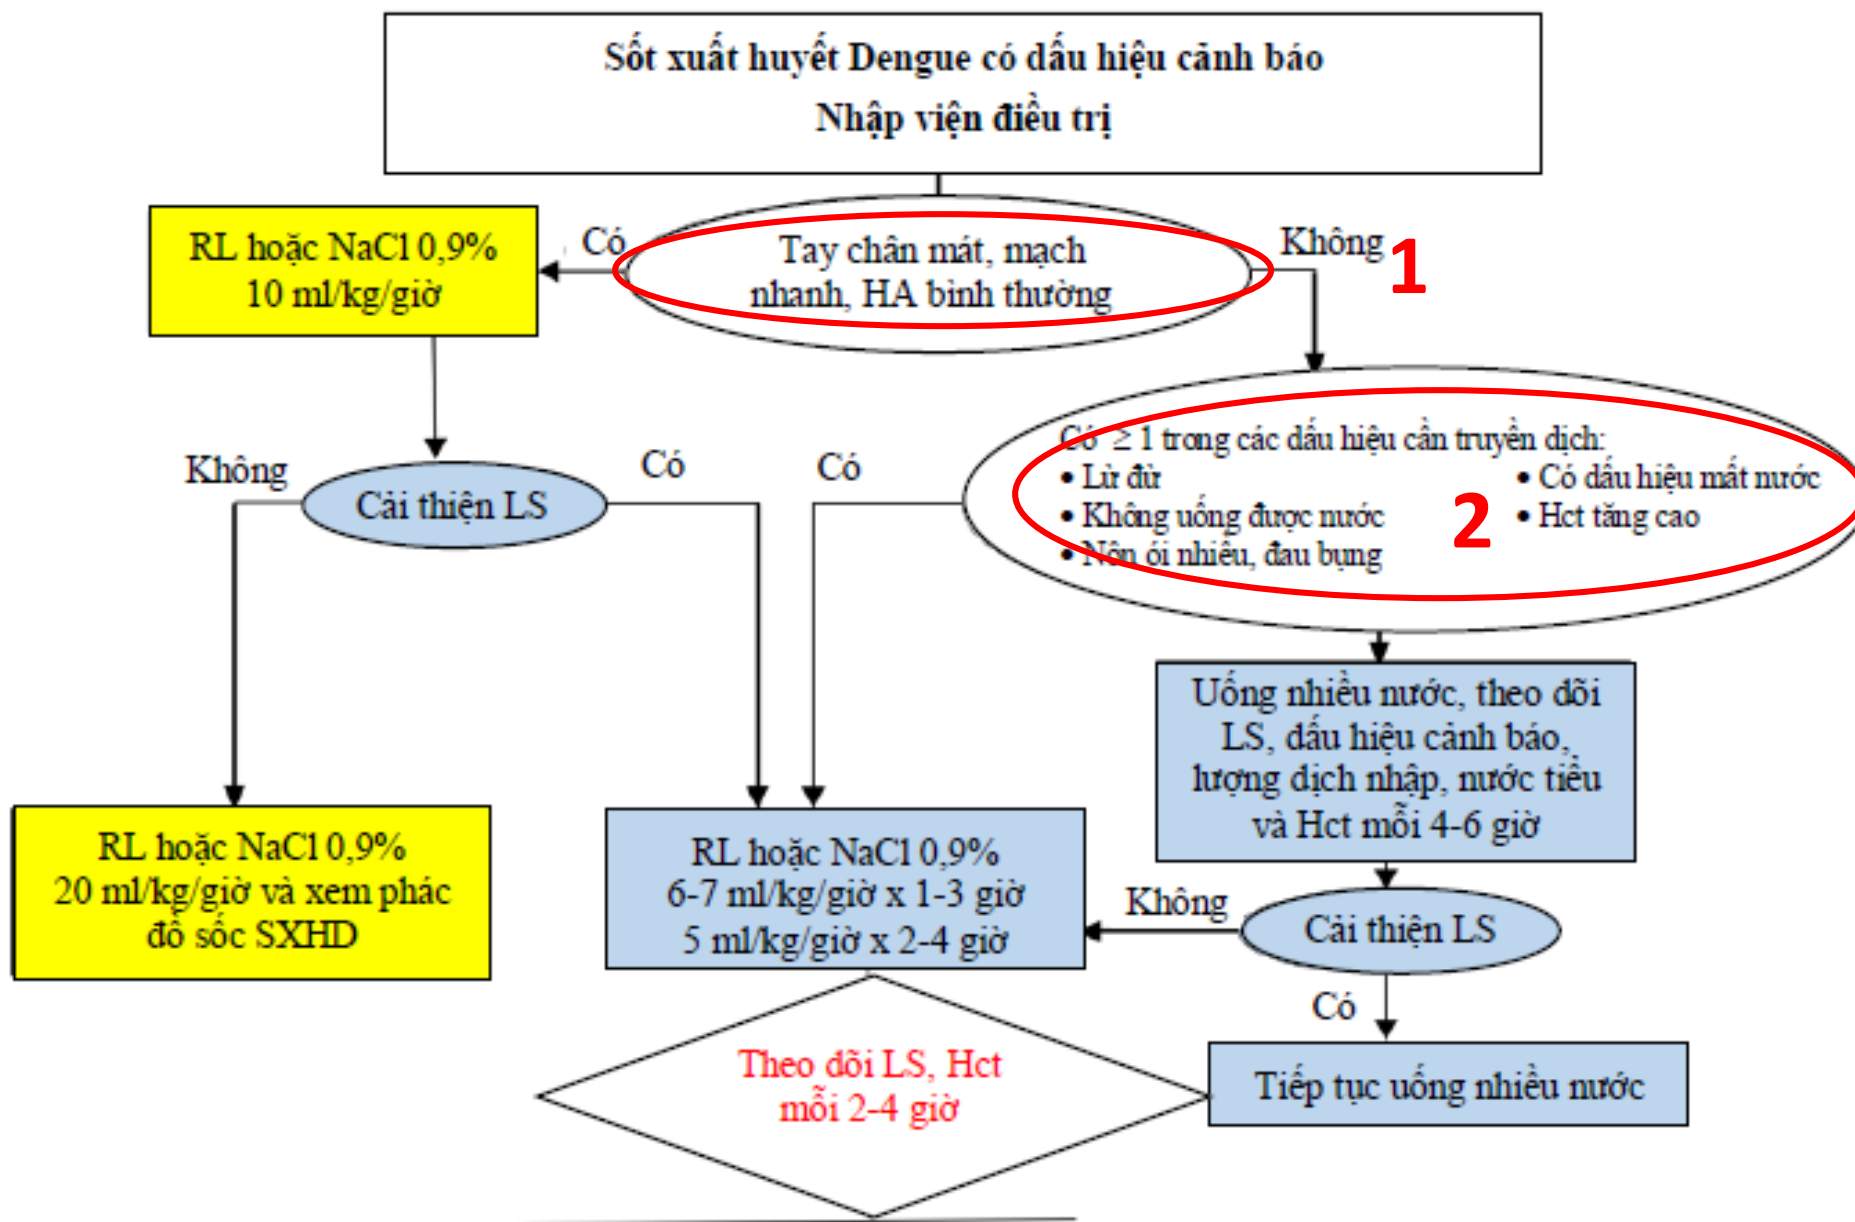 Sốt xuất huyết Dengue có dấu hiệu cảnh báo
Nhập viện điều trị
RL hoặc NaCl 0,9%
10 ml/kg/giờ
Có
Tay chân mát, mạch
nhanh, HA bình thường
Không
1
Có ≥ 1 trong các dấu hiệu cần truyền dịch:
• Lừ đừ
• Không uống được nước
• Nôn ói nhiều, đau bụng
• Có dấu hiệu mất nước
• Hct tăng cao
2
Không
Cải thiện LS
Có
Có
Uống nhiều nước, theo dõi
LS, dấu hiệu cảnh báo,
lượng dịch nhập, nước tiểu
và Hct mỗi 4-6 giờ
RL hoặc NaCl 0,9%
20 ml/kg/giờ và xem phác
đồ sốc SXHD
RL hoặc NaCl 0,9%
6-7 ml/kg/giờ x 1-3 giờ
5 ml/kg/giờ x 2-4 giờ
Không
Cải thiện LS
Có
Theo dõi LS, Hct
mỗi 2-4 giờ
Tiếp tục uống nhiều nước